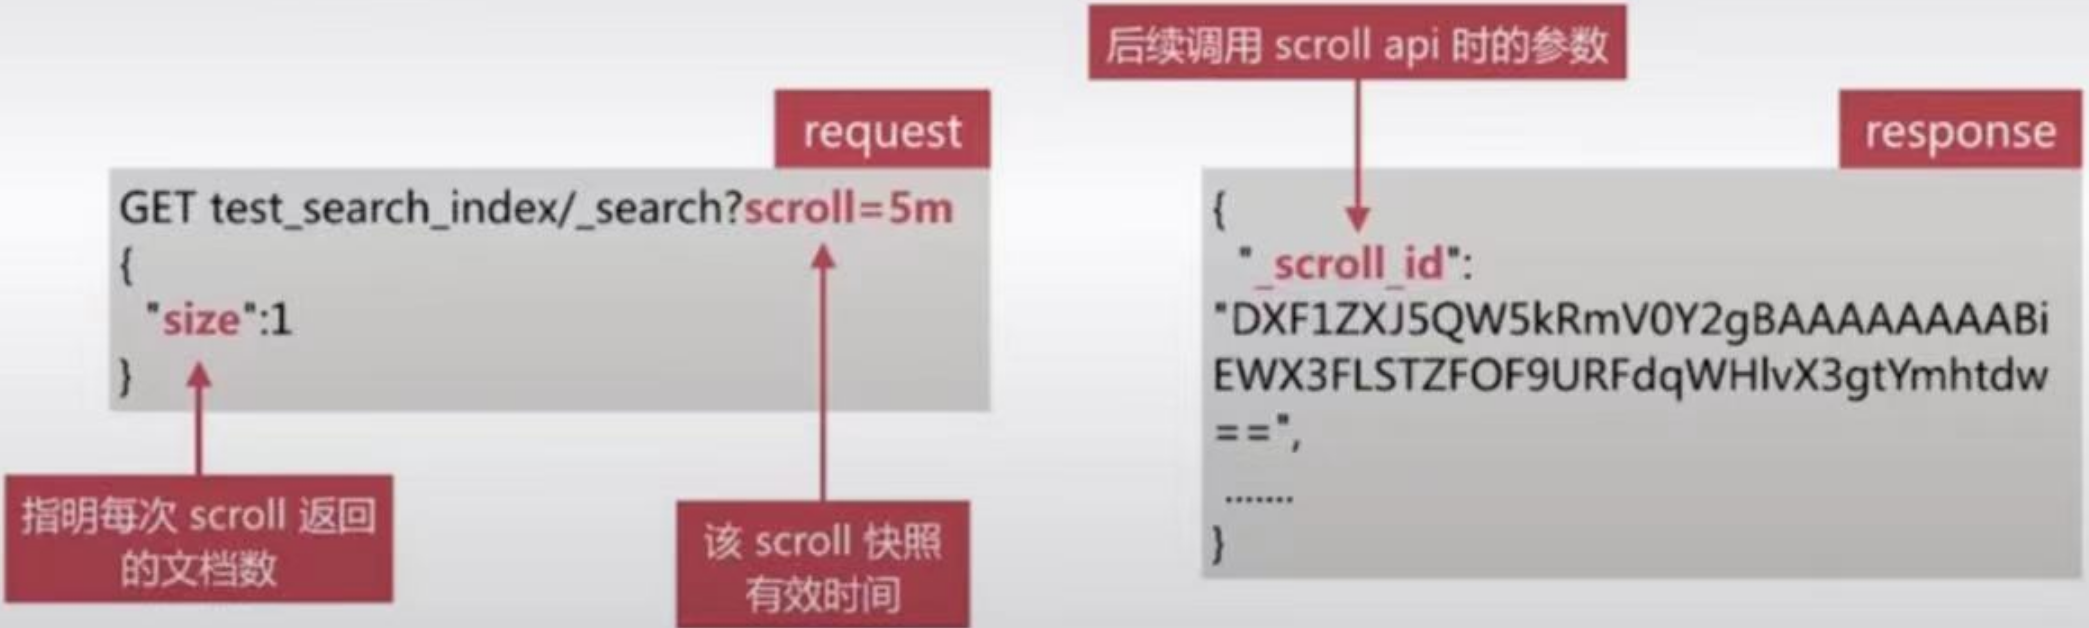 后续调用 scroll api 时的参数
request
response
GET test_search_index/_search?scroll=5m
{
"size":1
}
指明每次 scroll 返回
的文档数
该 scroll 快照
有效时间
{
"_scroll_id":
"DXF1ZXJ5QW5kRmV0Y2gBAAAAAAAABi
EWX3FLSTZFOF9URFdqWHlvX3gtYmhtdw
==",
.......
}